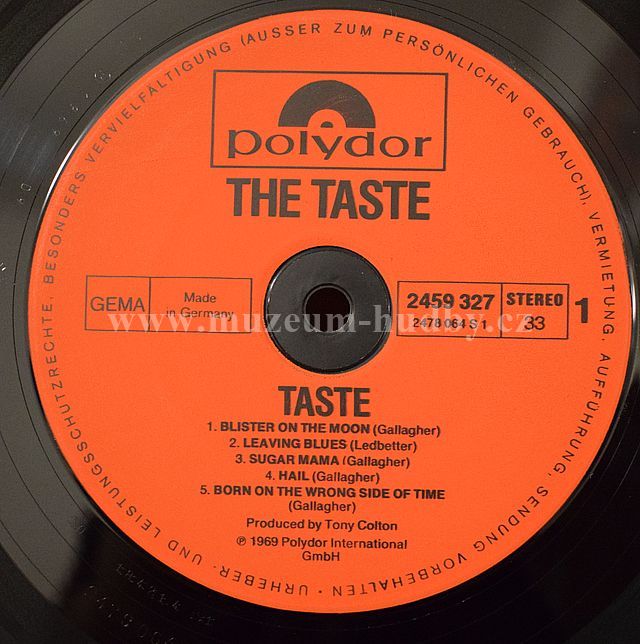 URHEBER- UND LEISTUNGSSCHUTZRECHTE, BESONDERS VERVIELFÄLTIGUNG (AUSSER ZUM PERSÖNLICHEN GEBRAUCH), VERMIETUNG, AUFFÜHRUNG, SENDUNG VORBEHALTEN •
polydor
THE TASTE
GEMA
Made
in Germany
2459 327
2478 064 S 1
STEREO
33
1
www.muzeum-hudby.cz
TASTE
1. BLISTER ON THE MOON (Gallagher)
2. LEAVING BLUES (Ledbetter)
3. SUGAR MAMA (Gallagher)
4. HAIL (Gallagher)
5. BORN ON THE WRONG SIDE OF TIME
(Gallagher)
Produced by Tony Colton
℗ 1969 Polydor International
GmbH